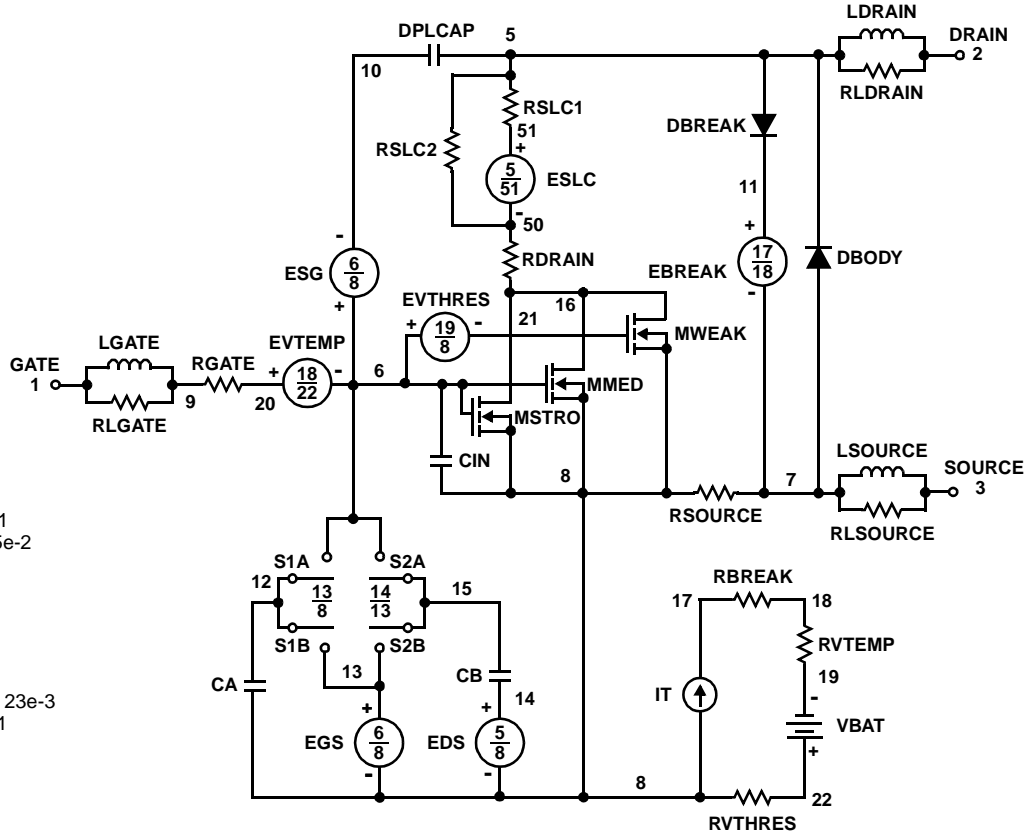 LDRAIN
DPLCAP
5
DRAIN
2
10
RLDRAIN
RSLC1
DBREAK
51
+
RSLC2
5
51
ESLC
11
-
50
-
+
17
18
RDRAIN
EBREAK
DBODY
6
8
ESG
EVTHRES
16
-
+
+
19
8
-
21
MWEAK
LGATE
EVTEMP
GATE
1
RGATE
+
18
22
-
6
MMED
9
20
MSTRO
RLGATE
LSOURCE
CIN
8
7
SOURCE
3
RSOURCE
RLSOURCE
1
5e-2
S1A
S2A
RBREAK
12
13
8
14
13
15
17
18
RVTEMP
S1B
S2B
13
CB
19
CA
14
IT
-
23e-3
+
+
VBAT
1
EGS
6
8
EDS
5
8
+
-
-
8
22
RVTHRES